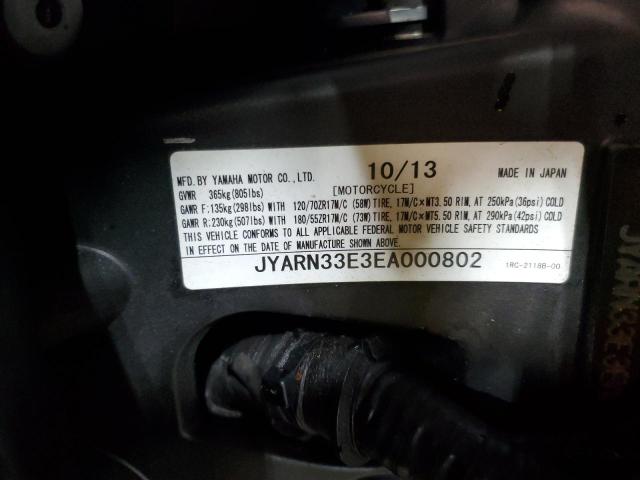 MFD. BY YAMAHA MOTOR CO., LTD. 10/13 MADE IN JAPAN
GVWR 365kg(805lbs) [MOTORCYCLE]
GAWR F: 135kg(298lbs) WITH 120/70ZR17M/C (58W) TIRE, 17M/C×MT3.50 RIM, AT 250kPa(36psi) COLD
GAWR R: 230kg(507lbs) WITH 180/55ZR17M/C (73W) TIRE, 17M/C×MT5.50 RIM, AT 290kPa(42psi) COLD
THIS VEHICLE CONFORMS TO ALL APPLICABLE FEDERAL MOTOR VEHICLE SAFETY STANDARDS
IN EFFECT ON THE DATE OF MANUFACTURE SHOWN ABOVE.
JYARN33E3EA000802 1RC-2118B-00